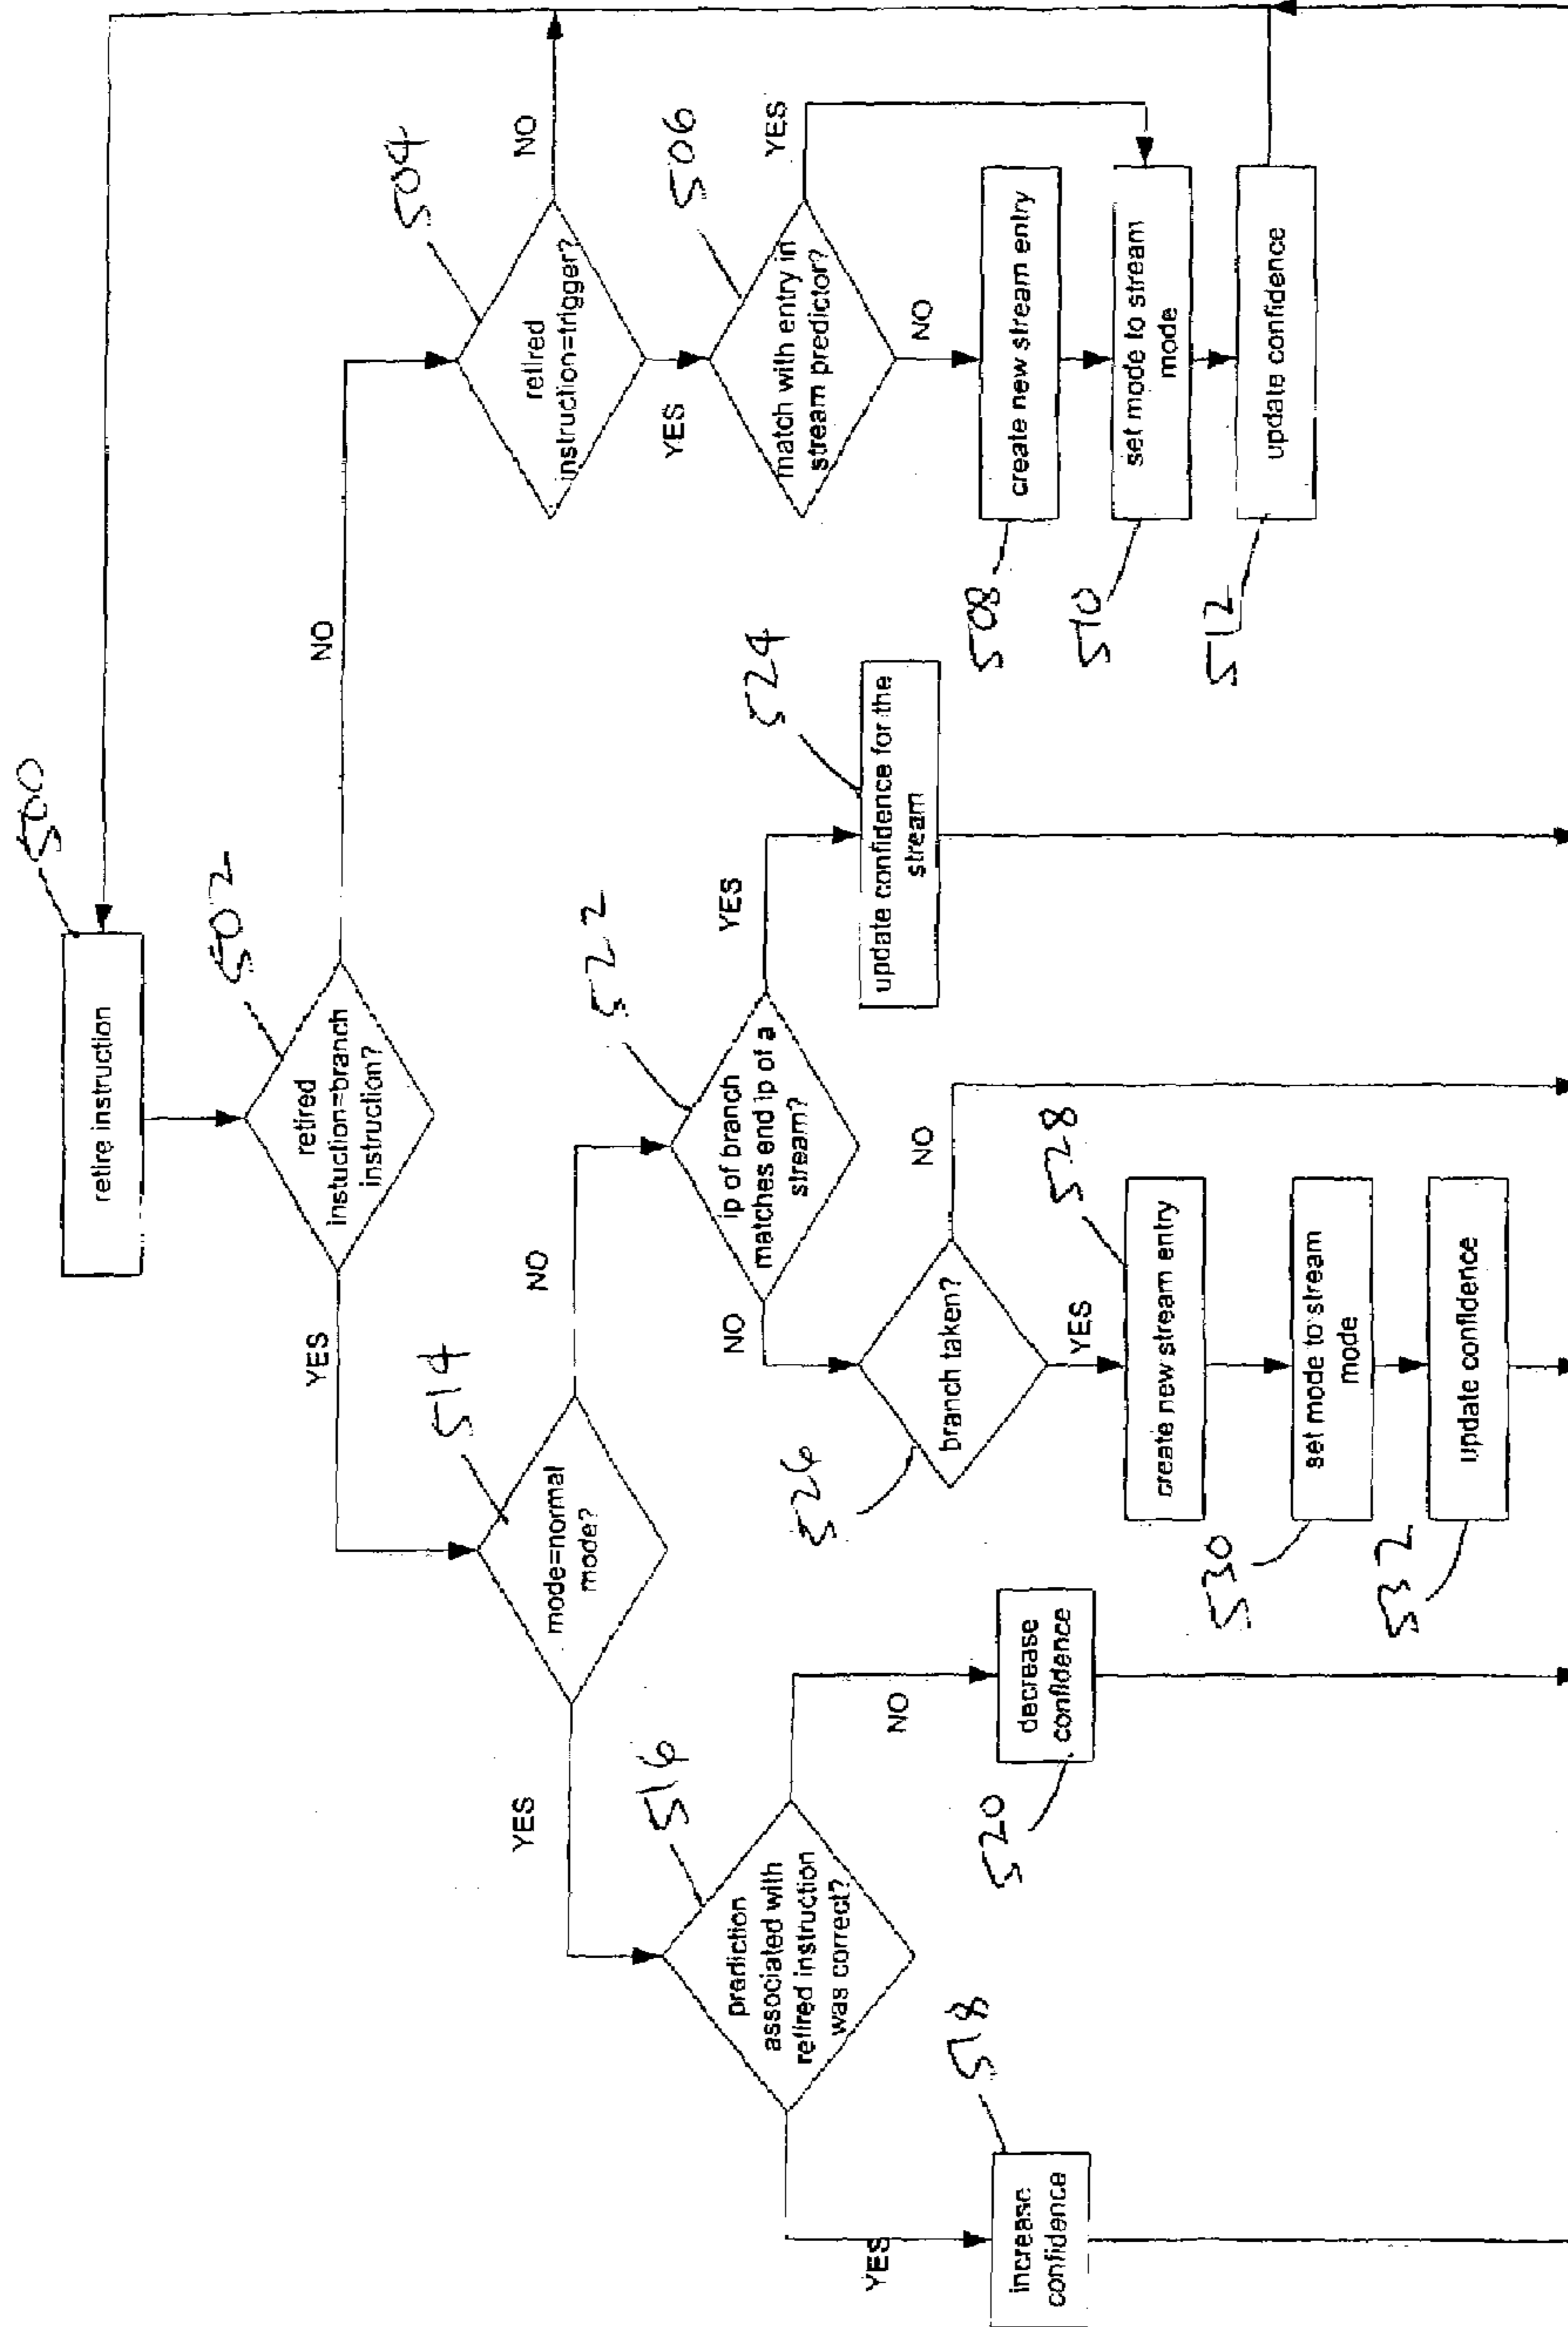 500
retire instruction
502
retired
instuction=branch
instruction?
YES
NO
504
retired
instruction=trigger?
NO
YES
506
match with entry in
stream predictor?
YES
NO
508
create new stream entry
510
set mode to stream
mode
512
update confidence
514
mode=normal
mode?
YES
NO
516
prediction
associated with
retired instruction
was correct?
YES
NO
518
increase
confidence
520
decrease
confidence
522
ip of branch
matches end ip of a
stream?
YES
NO
524
update confidence for the
stream
526
branch taken?
NO
YES
528
create new stream entry
530
set mode to stream
mode
532
update confidence